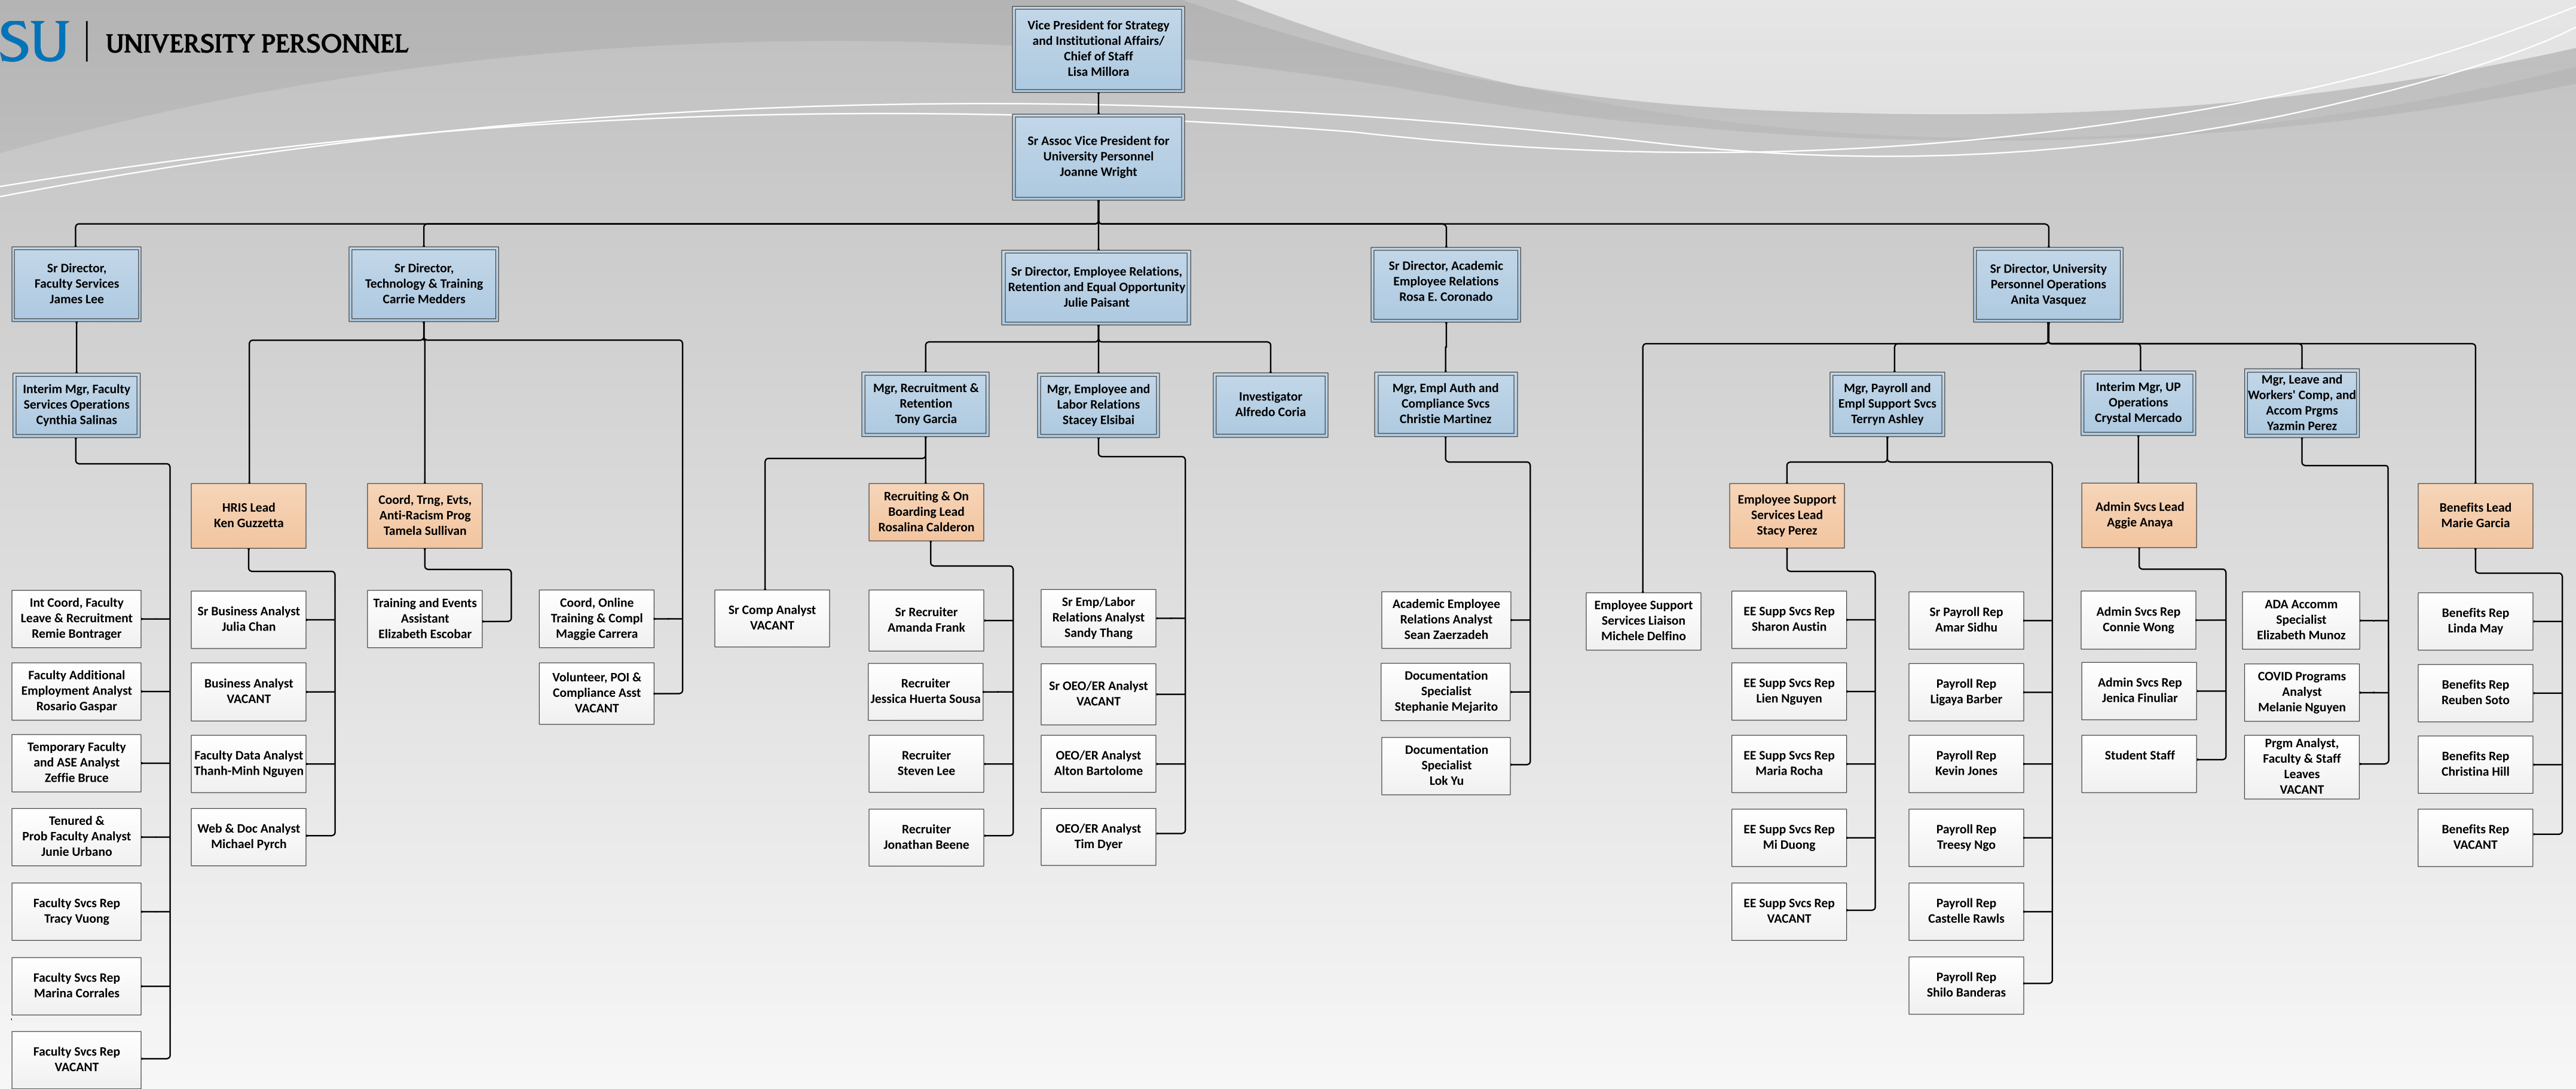 SU | UNIVERSITY PERSONNEL
Vice President for Strategy
and Institutional Affairs/
Chief of Staff
Lisa Millora
Sr Assoc Vice President for
University Personnel
Joanne Wright
Sr Director,
Faculty Services
James Lee
Sr Director,
Technology & Training
Carrie Medders
Sr Director, Employee Relations,
Retention and Equal Opportunity
Julie Paisant
Sr Director, Academic
Employee Relations
Rosa E. Coronado
Sr Director, University
Personnel Operations
Anita Vasquez
Interim Mgr, Faculty
Services Operations
Cynthia Salinas
Mgr, Recruitment &
Retention
Tony Garcia
Mgr, Employee and
Labor Relations
Stacey Elsibai
Investigator
Alfredo Coria
Mgr, Empl Auth and
Compliance Svcs
Christie Martinez
Mgr, Payroll and
Empl Support Svcs
Terryn Ashley
Interim Mgr, UP
Operations
Crystal Mercado
Mgr, Leave and
Workers' Comp, and
Accom Prgms
Yazmin Perez
HRIS Lead
Ken Guzzetta
Coord, Trng, Evts,
Anti-Racism Prog
Tamela Sullivan
Recruiting & On
Boarding Lead
Rosalina Calderon
Employee Support
Services Lead
Stacy Perez
Admin Svcs Lead
Aggie Anaya
Benefits Lead
Marie Garcia
Int Coord, Faculty
Leave & Recruitment
Remie Bontrager
Faculty Additional
Employment Analyst
Rosario Gaspar
Temporary Faculty
and ASE Analyst
Zeffie Bruce
Tenured &
Prob Faculty Analyst
Junie Urbano
Faculty Svcs Rep
Tracy Vuong
Faculty Svcs Rep
Marina Corrales
Faculty Svcs Rep
VACANT
Sr Business Analyst
Julia Chan
Business Analyst
VACANT
Faculty Data Analyst
Thanh-Minh Nguyen
Web & Doc Analyst
Michael Pyrch
Training and Events
Assistant
Elizabeth Escobar
Coord, Online
Training & Compl
Maggie Carrera
Volunteer, POI &
Compliance Asst
VACANT
Sr Comp Analyst
VACANT
Sr Recruiter
Amanda Frank
Recruiter
Jessica Huerta Sousa
Recruiter
Steven Lee
Recruiter
Jonathan Beene
Sr Emp/Labor
Relations Analyst
Sandy Thang
Sr OEO/ER Analyst
VACANT
OEO/ER Analyst
Alton Bartolome
OEO/ER Analyst
Tim Dyer
Academic Employee
Relations Analyst
Sean Zaerzadeh
Documentation
Specialist
Stephanie Mejarito
Documentation
Specialist
Lok Yu
Employee Support
Services Liaison
Michele Delfino
EE Supp Svcs Rep
Sharon Austin
EE Supp Svcs Rep
Lien Nguyen
EE Supp Svcs Rep
Maria Rocha
EE Supp Svcs Rep
Mi Duong
EE Supp Svcs Rep
VACANT
Sr Payroll Rep
Amar Sidhu
Payroll Rep
Ligaya Barber
Payroll Rep
Kevin Jones
Payroll Rep
Treesy Ngo
Payroll Rep
Castelle Rawls
Payroll Rep
Shilo Banderas
Admin Svcs Rep
Connie Wong
Admin Svcs Rep
Jenica Finuliar
Student Staff
ADA Accomm
Specialist
Elizabeth Munoz
COVID Programs
Analyst
Melanie Nguyen
Prgm Analyst,
Faculty & Staff
Leaves
VACANT
Benefits Rep
Linda May
Benefits Rep
Reuben Soto
Benefits Rep
Christina Hill
Benefits Rep
VACANT